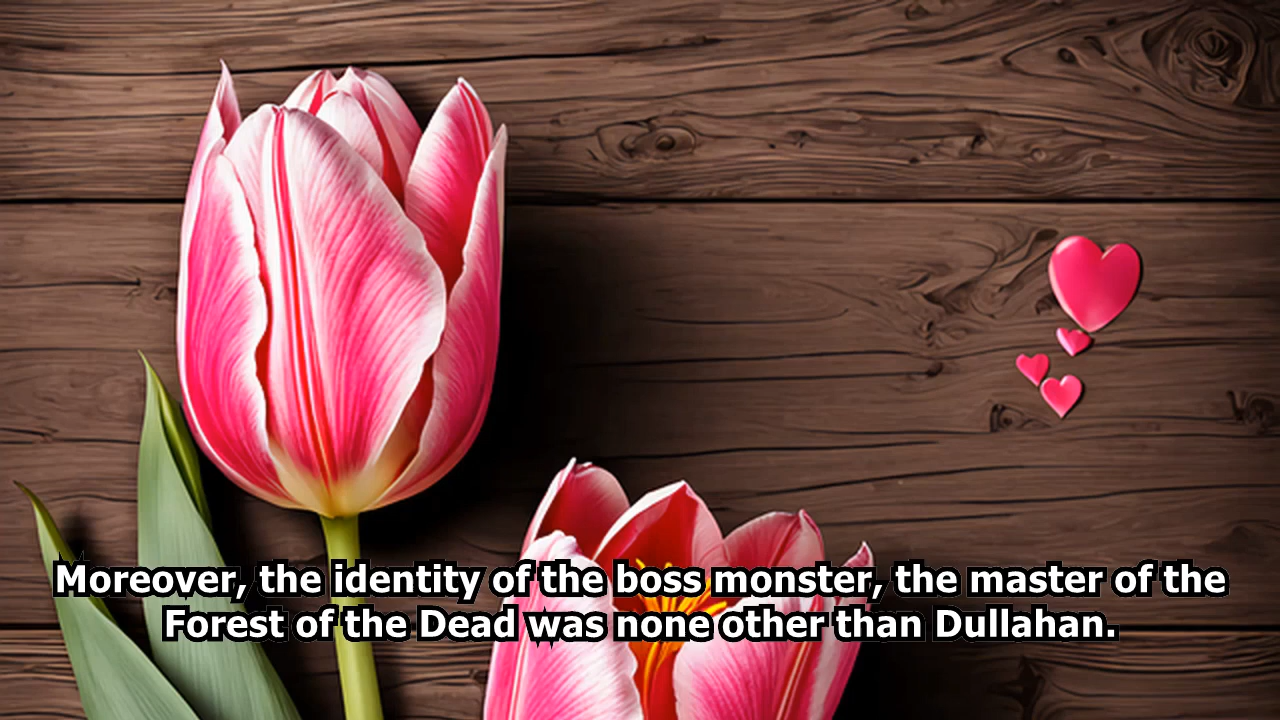 Moreover, the identity of the boss monster, the master of the
Forest of the Dead was none other than Dullahan.